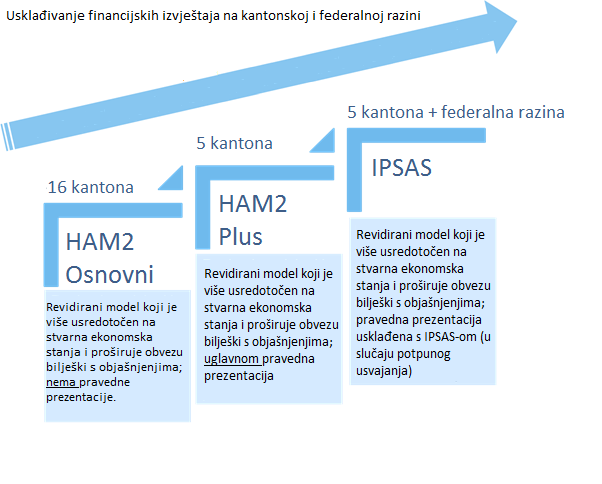 Usklađivanje financijskih izvještaja na kantonskoj i federalnoj razini
16 kantona
HAM2
Osnovni
Revidirani model koji je
više usredotočen na
stvarna ekonomska
stanja i proširuje obvezu
bilješki s objašnjenjima;
nema pravedne
prezentacije.
5 kantona
HAM2
Plus
Revidirani model koji je
više usredotočen na
stvarna ekonomska
stanja i proširuje obvezu
bilješki s objašnjenjima;
uglavnom pravedna
prezentacija
5 kantona + federalna razina
IPSAS
Revidirani model koji je
više usredotočen na
stvarna ekonomska
stanja i proširuje obvezu
bilješki s objašnjenjima;
pravedna prezentacija
usklađena s IPSAS-om (u
slučaju potpunog
usvajanja)